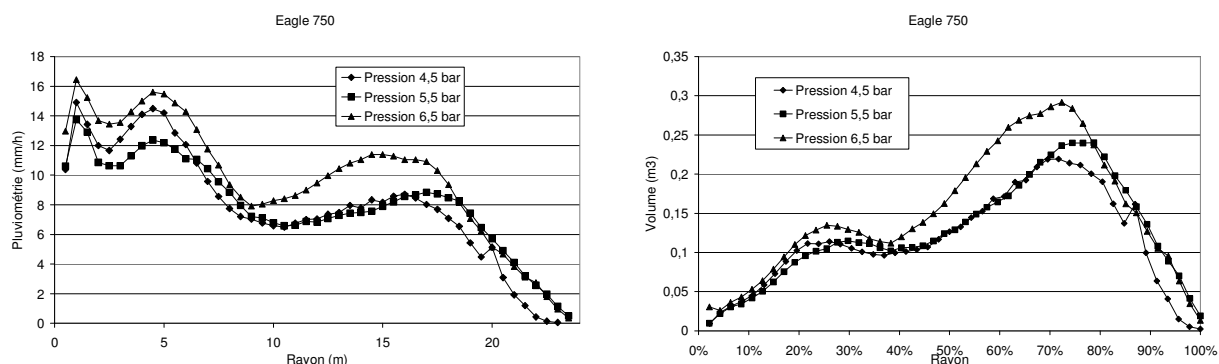 Eagle 750
Pluviométrie (mm/h)
18
16
14
12
10
8
6
4
2
0
0
5
10
15
20
Rayon (m)
Pression 4,5 bar
Pression 5,5 bar
Pression 6,5 bar
Eagle 750
Volume (m3)
0,35
0,3
0,25
0,2
0,15
0,1
0,05
0
0%
10%
20%
30%
40%
50%
60%
70%
80%
90%
100%
Rayon
Pression 4,5 bar
Pression 5,5 bar
Pression 6,5 bar